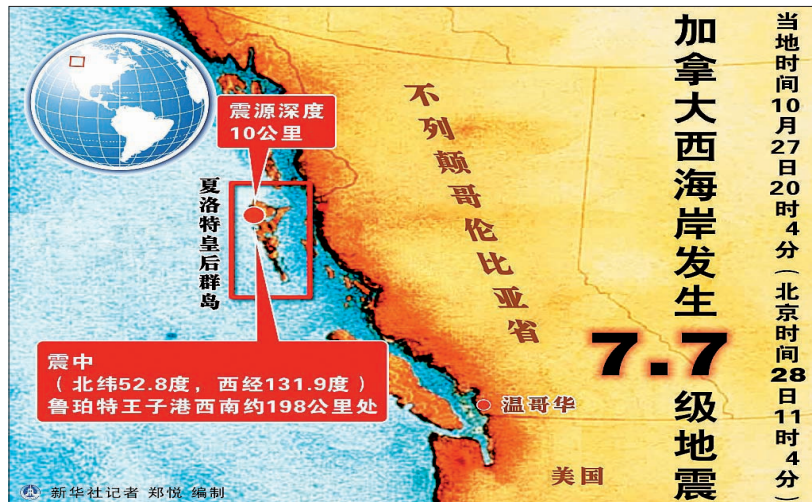 当地时间10月27日20时4分（北京时间28日11时4分）
加拿大西海岸发生7.7级地震
不列颠哥伦比亚省
震源深度
10公里
夏洛特皇后群岛
震中
（北纬52.8度，西经131.9度）
鲁珀特王子港西南约198公里处
温哥华
美国
新华社记者 郑悦 编制